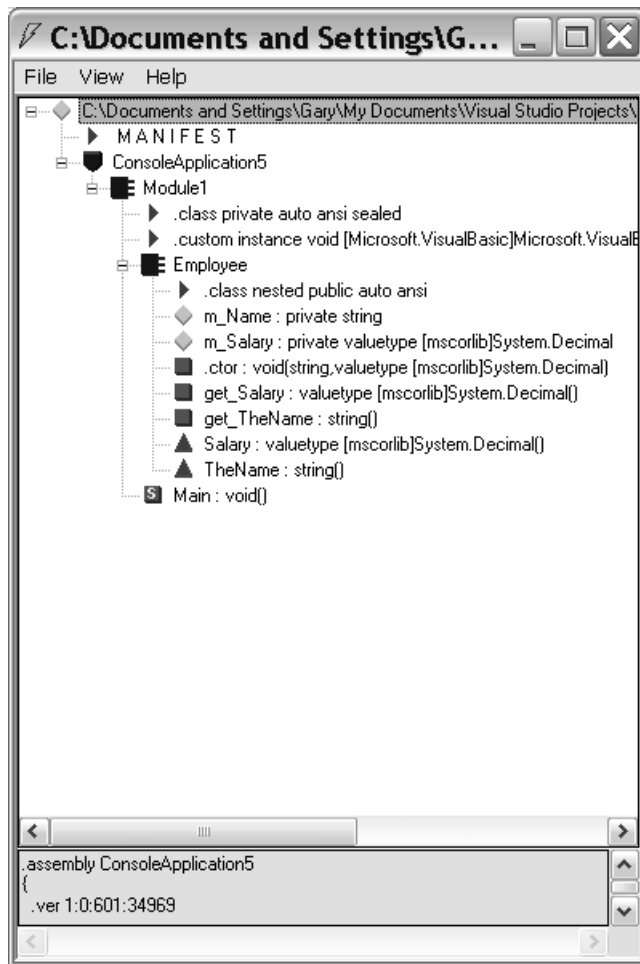 C:\Documents and Settings\G...
File View Help
C:\Documents and Settings\Gary\My Documents\Visual Studio Projects\
MANIFEST
ConsoleApplication5
Module1
.class private auto ansi sealed
.custom instance void [Microsoft.VisualBasic]Microsoft.VisualB
Employee
.class nested public auto ansi
m_Name : private string
m_Salary : private valuetype [mscorlib]System.Decimal
.ctor : void(string,valuetype [mscorlib]System.Decimal)
get_Salary : valuetype [mscorlib]System.Decimal()
get_TheName : string()
Salary : valuetype [mscorlib]System.Decimal()
TheName : string()
S Main : void()
.assembly ConsoleApplication5
{
.ver 1:0:601:34969